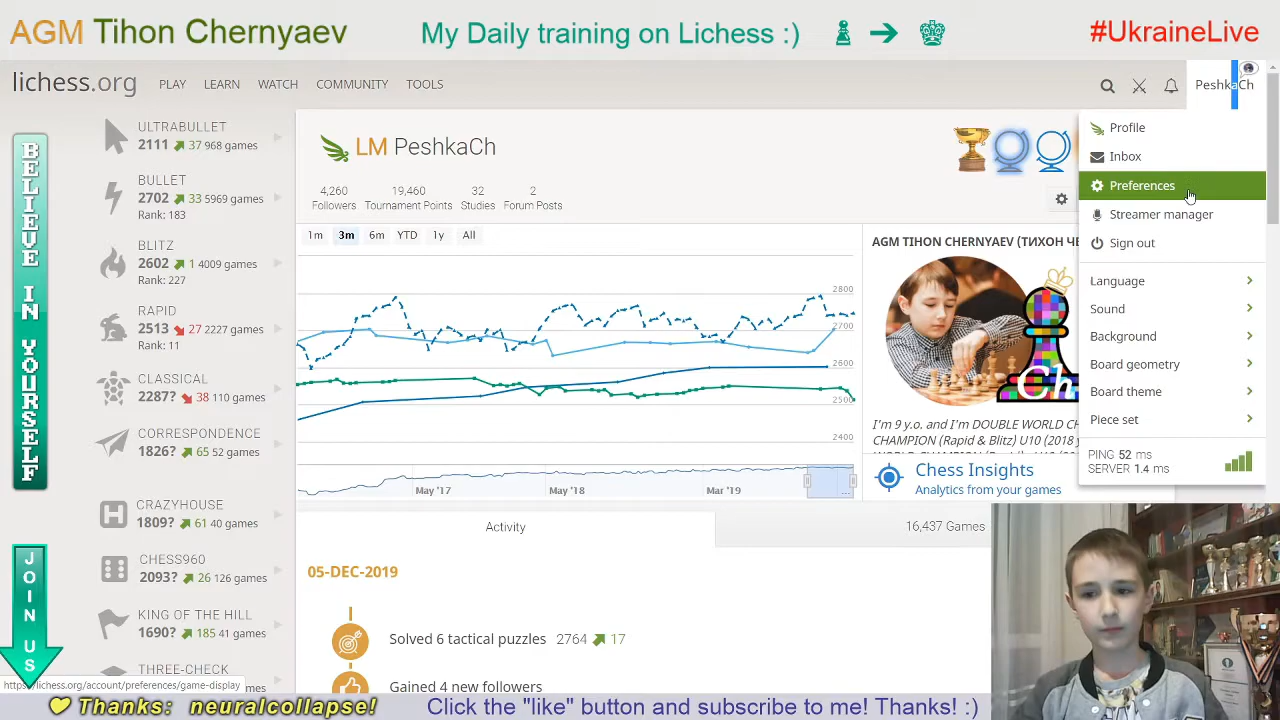 AGM Tihon Chernyaev
My Daily training on Lichess :)
#UkraineLive
lichess.org
PLAY
LEARN
WATCH
COMMUNITY
TOOLS
PeshkaCh
BELIEVE IN YOURSELF
JOIN US
ULTRABULLET
2111 37 968 games
BULLET
2702 33 5969 games
Rank: 183
BLITZ
2602 1 4009 games
Rank: 227
RAPID
2513 27 2227 games
Rank: 11
CLASSICAL
2287? 38 110 games
CORRESPONDENCE
1826? 65 52 games
CRAZYHOUSE
1809? 61 40 games
CHESS960
2093? 26 126 games
KING OF THE HILL
1690? 185 41 games
THREE-CHECK
https://lichess.org/account/preferences/game-display
LM PeshkaCh
4,260 19,460 32 2
Followers Tournament Points Studies Forum Posts
1m 3m 6m YTD 1y All
2800
2700
2600
2500
2400
May '17 May '18 Mar '19
AGM TIHON CHERNYAEV (ТИХОН ЧЕ
Ch
I'm 9 y.o. and I'm DOUBLE WORLD CH
CHAMPION (Rapid & Blitz) U10 (2018 y
Chess Insights
Analytics from your games
Activity
16,437 Games
05-DEC-2019
Solved 6 tactical puzzles 2764 17
Gained 4 new followers
Profile
Inbox
Preferences
Streamer manager
Sign out
Language
Sound
Background
Board geometry
Board theme
Piece set
PING 52 ms
SERVER 1.4 ms
Thanks: neuralcollapse!
Click the "like" button and subscribe to me! Thanks! :)